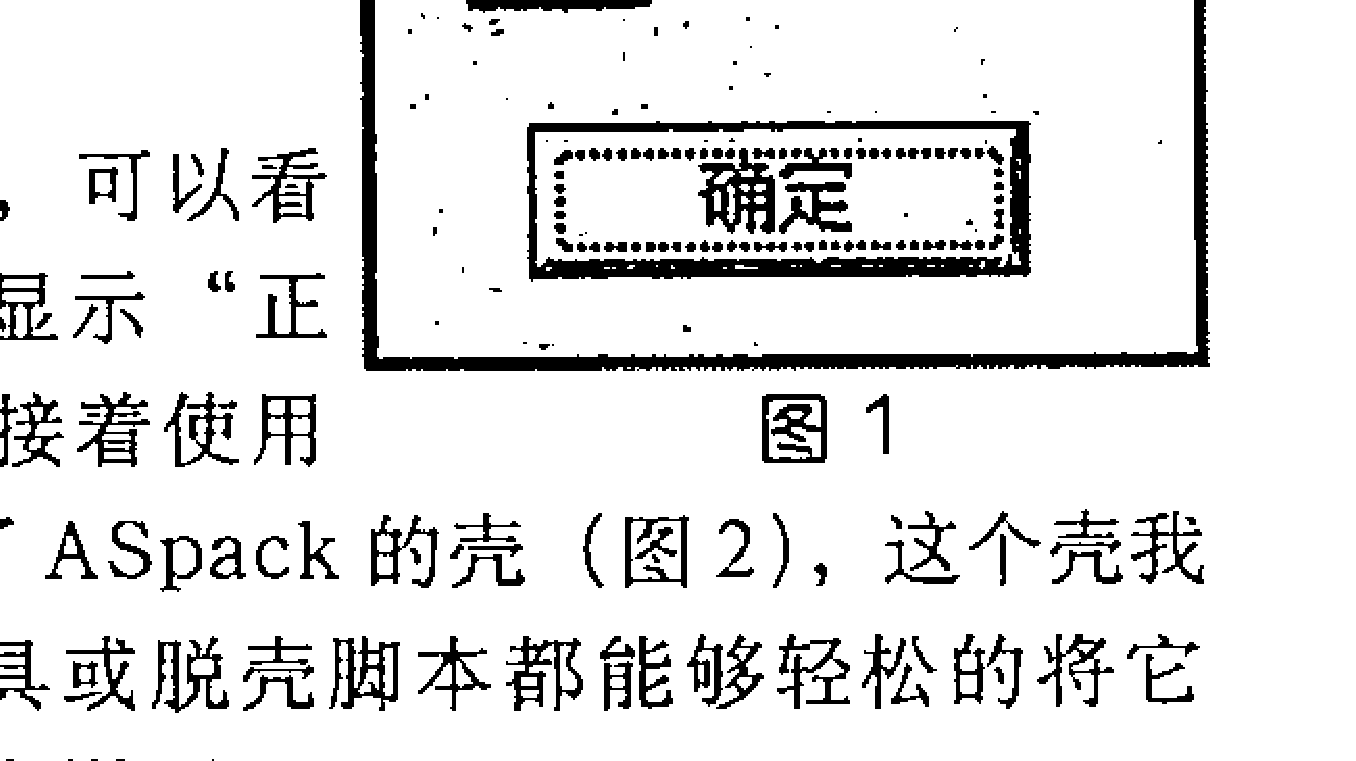 确定
，可以看
显示“正
接着使用
图 1
ASpack 的壳（图 2），这个壳我
具或脱壳脚本都能够轻松的将它